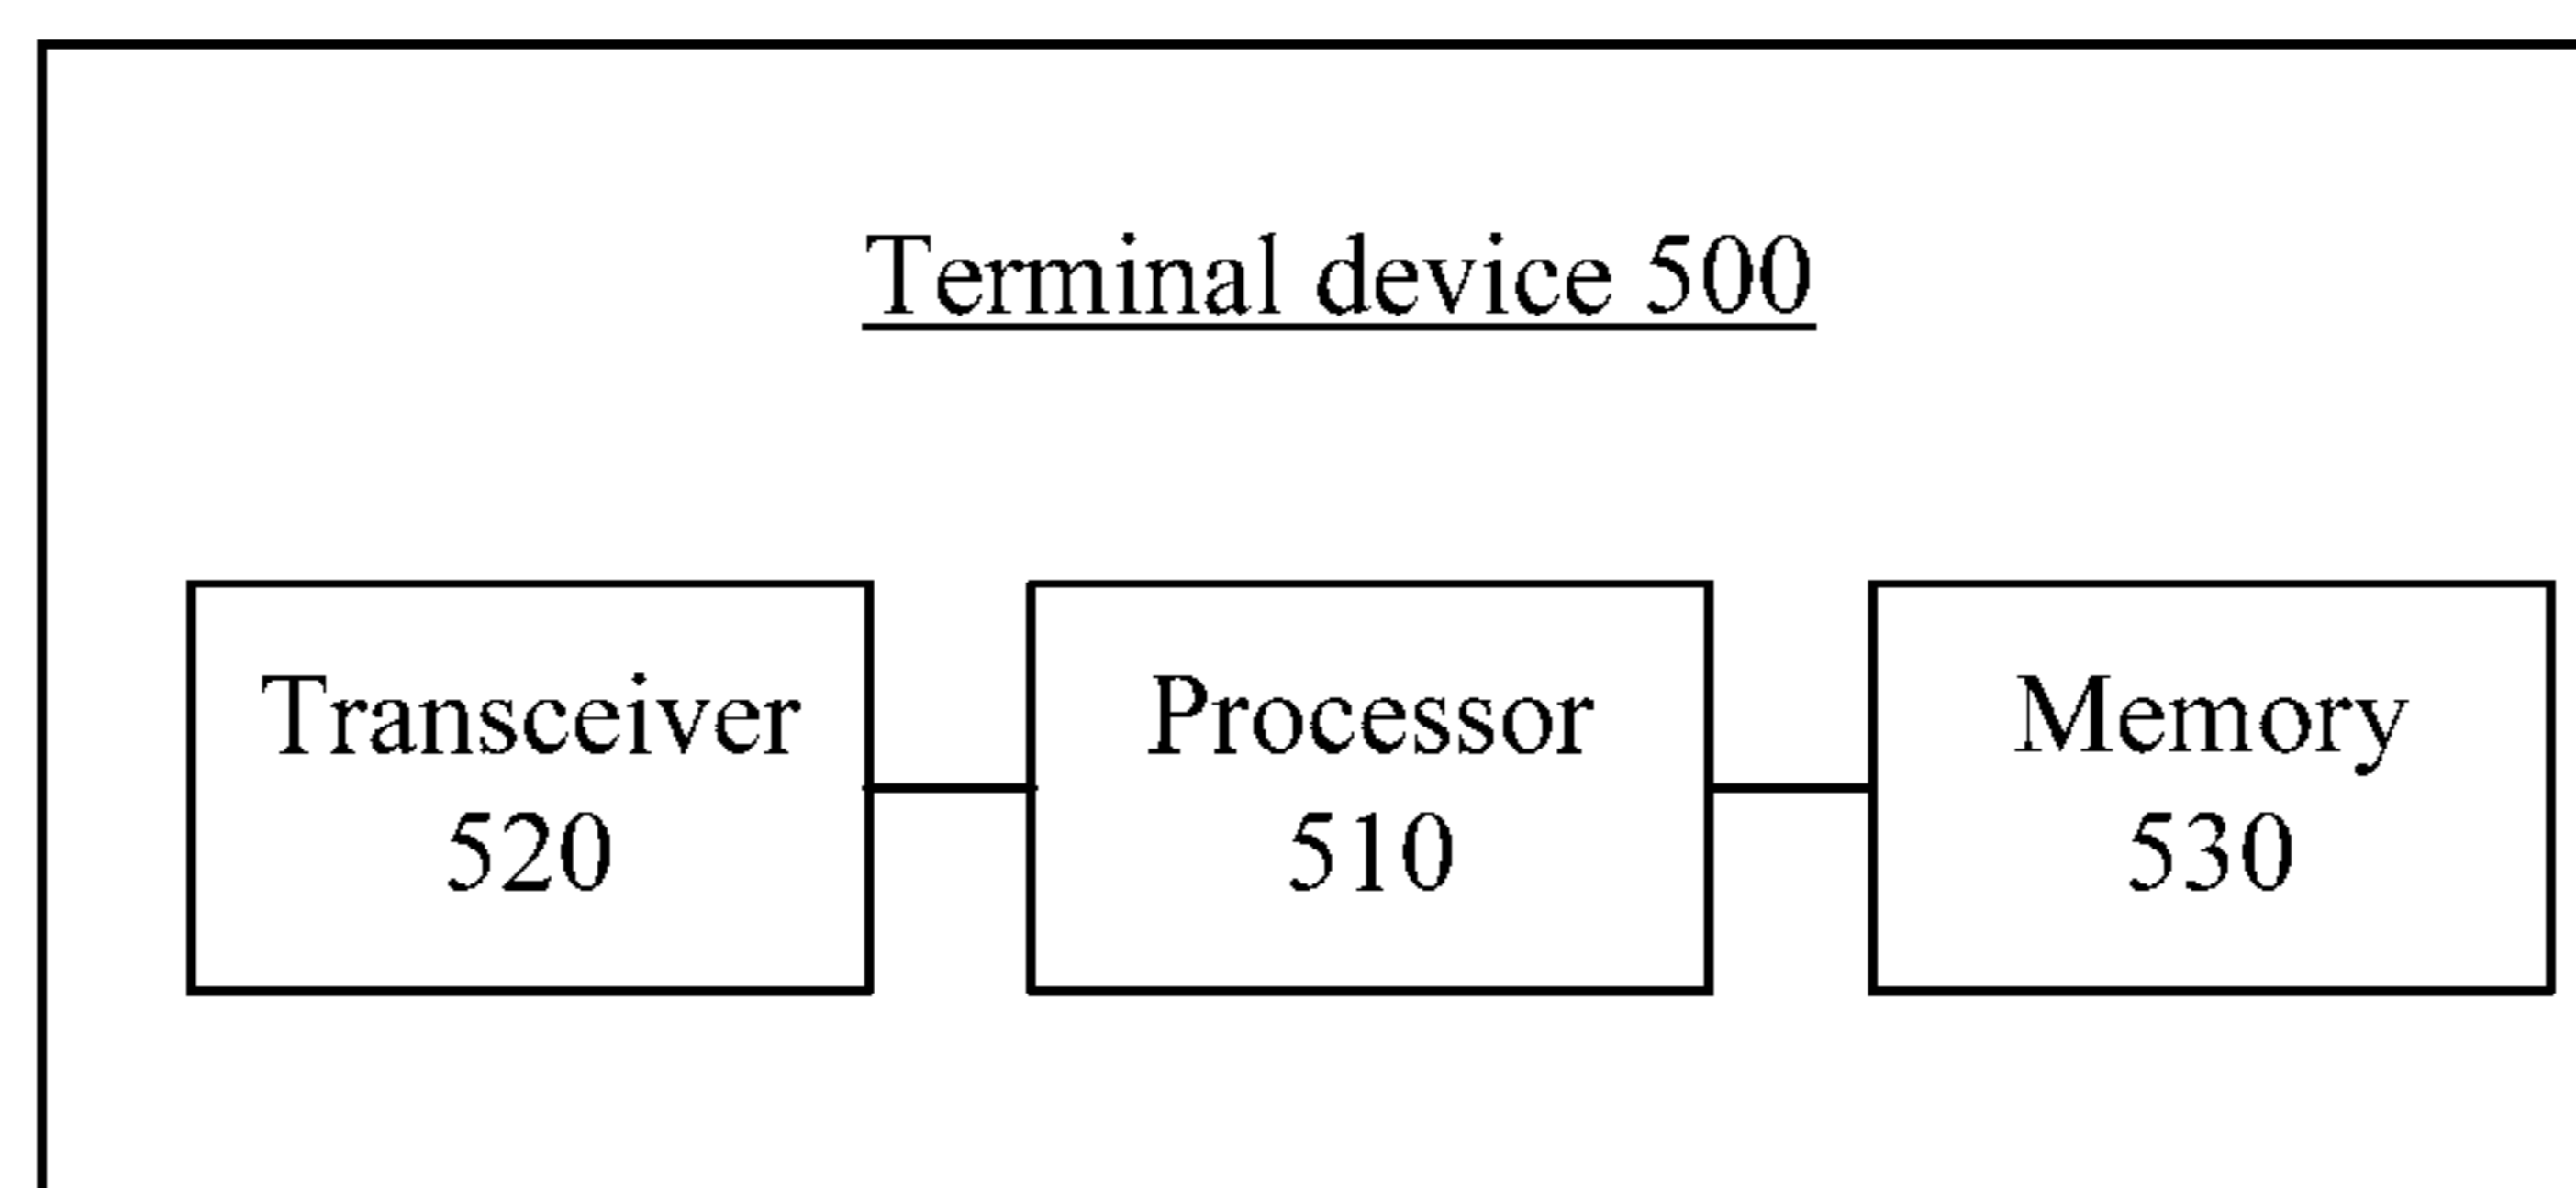 Terminal device 500
Transceiver
520
Processor
510
Memory
530